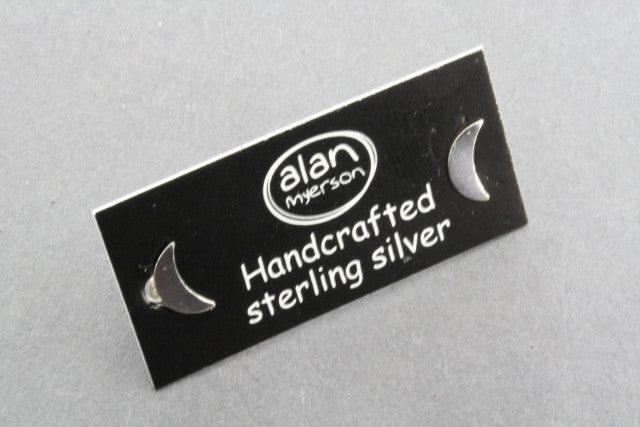 alan
myerson
Handcrafted
sterling silver